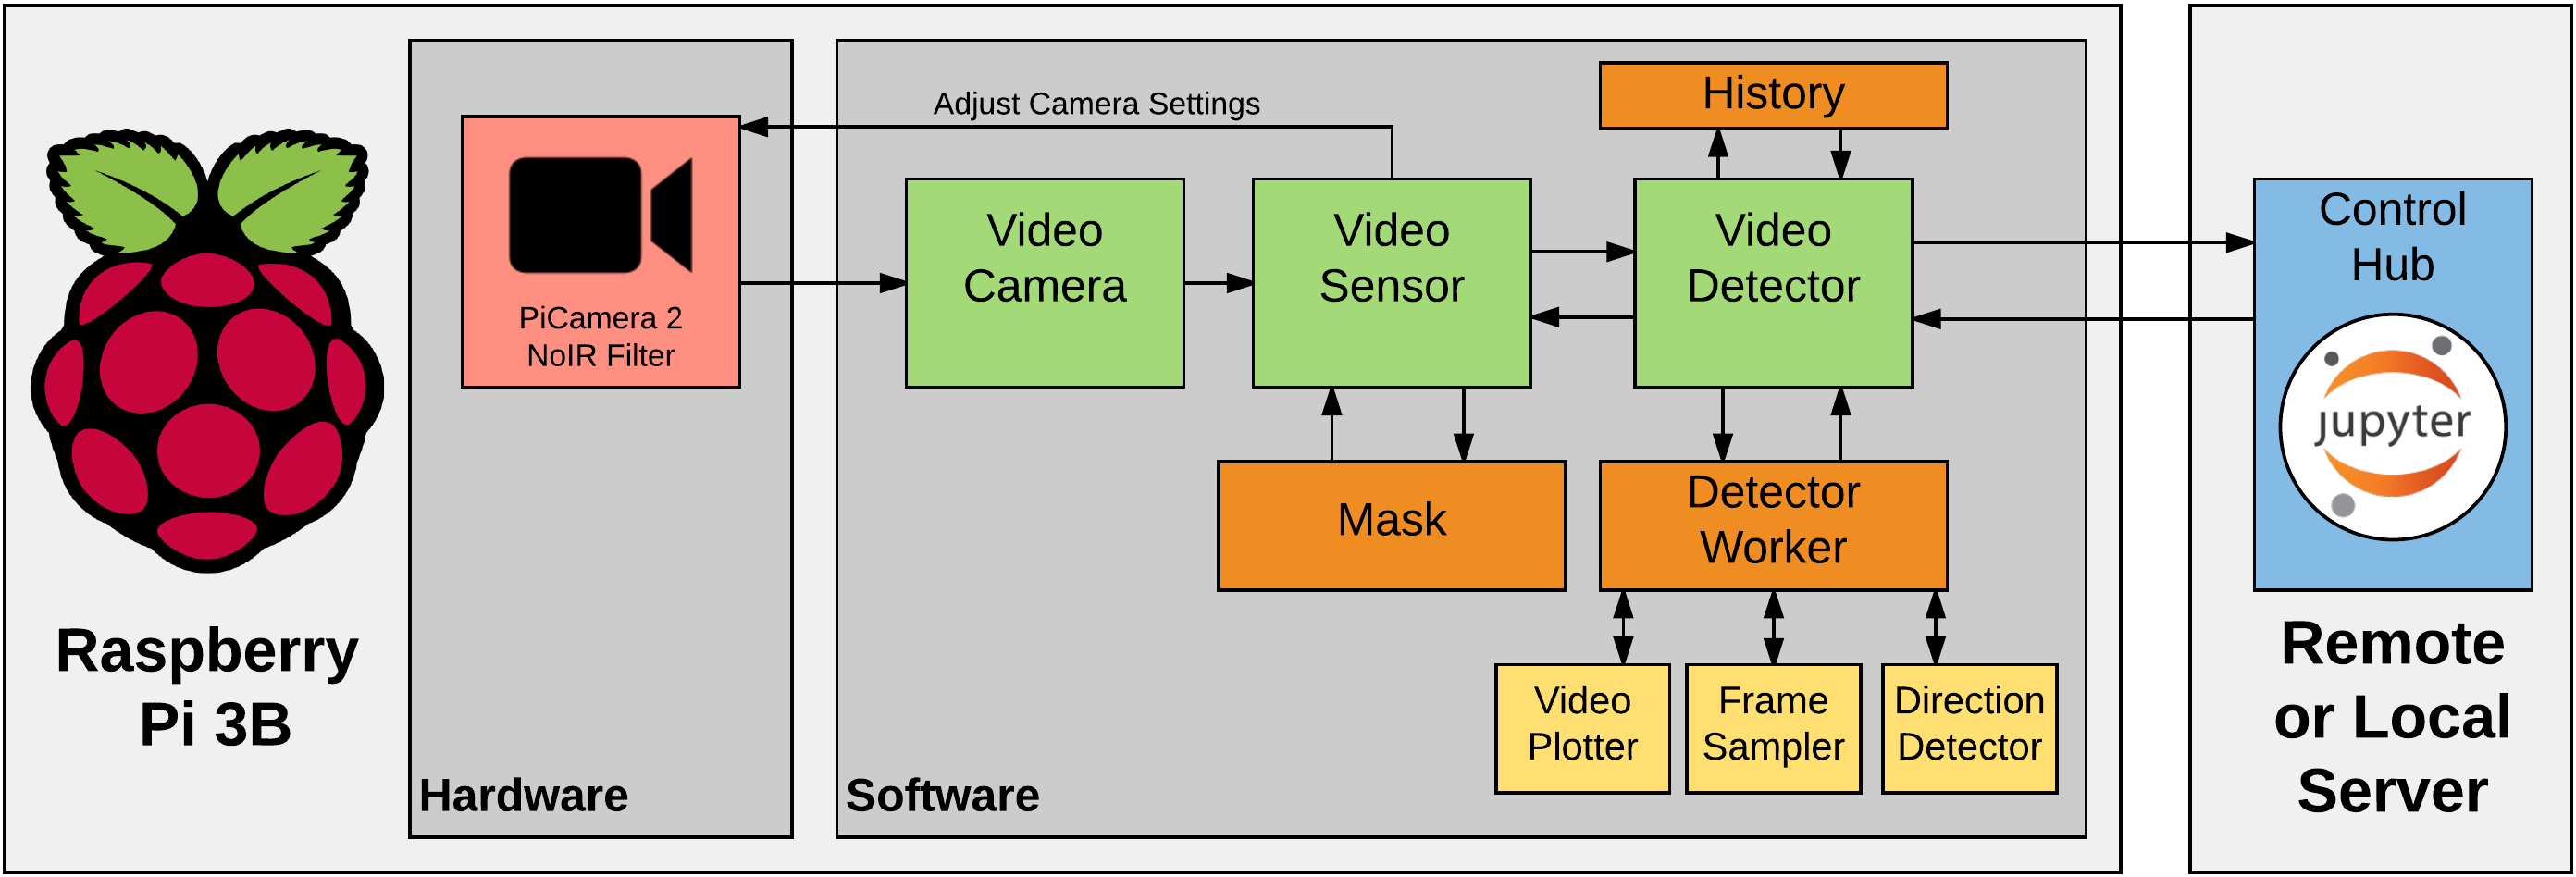 Adjust Camera Settings
History
Video
Camera
Video
Sensor
Video
Detector
Control
Hub
PiCamera 2
NoIR Filter
jupyter
Mask
Detector
Worker
Raspberry
Pi 3B
Remote
or Local
Server
Video
Plotter
Frame
Sampler
Direction
Detector
Hardware
Software